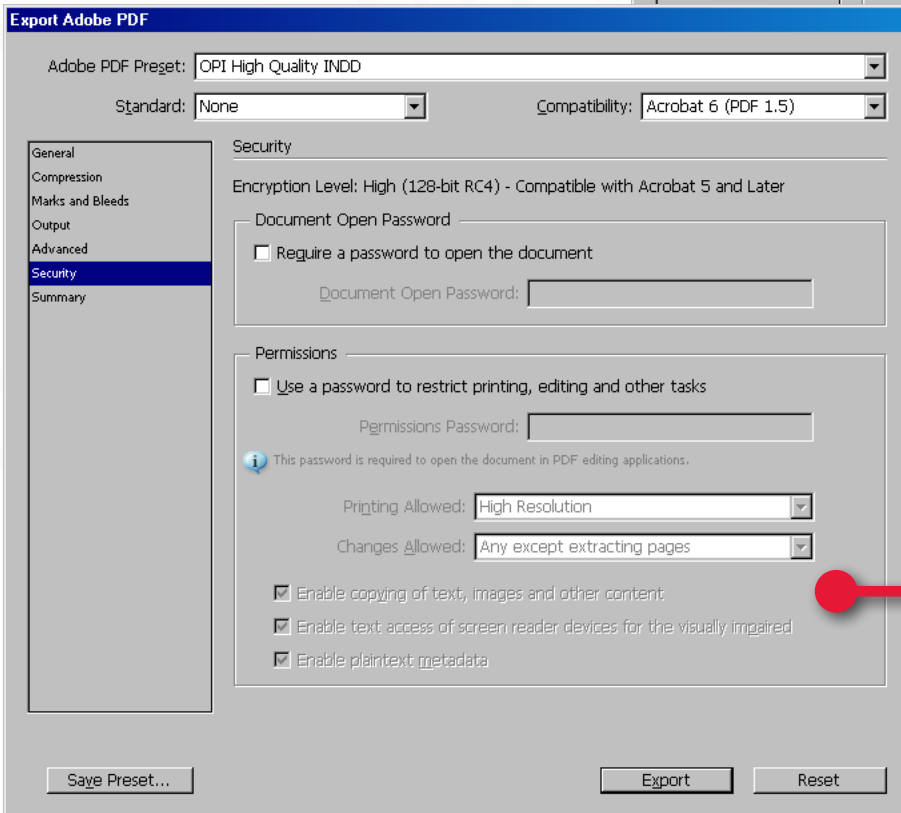 Export Adobe PDF
Adobe PDF Preset: OPI High Quality INDD
Standard: None Compatibility: Acrobat 6 (PDF 1.5)
General
Compression
Marks and Bleeds
Output
Advanced
Security
Summary
Security
Encryption Level: High (128-bit RC4) - Compatible with Acrobat 5 and Later
Document Open Password
Require a password to open the document
Document Open Password:
Permissions
Use a password to restrict printing, editing and other tasks
Permissions Password:
This password is required to open the document in PDF editing applications.
Printing Allowed: High Resolution
Changes Allowed: Any except extracting pages
Enable copying of text, images and other content
Enable text access of screen reader devices for the visually impaired
Enable plaintext metadata
Save Preset... Export Reset